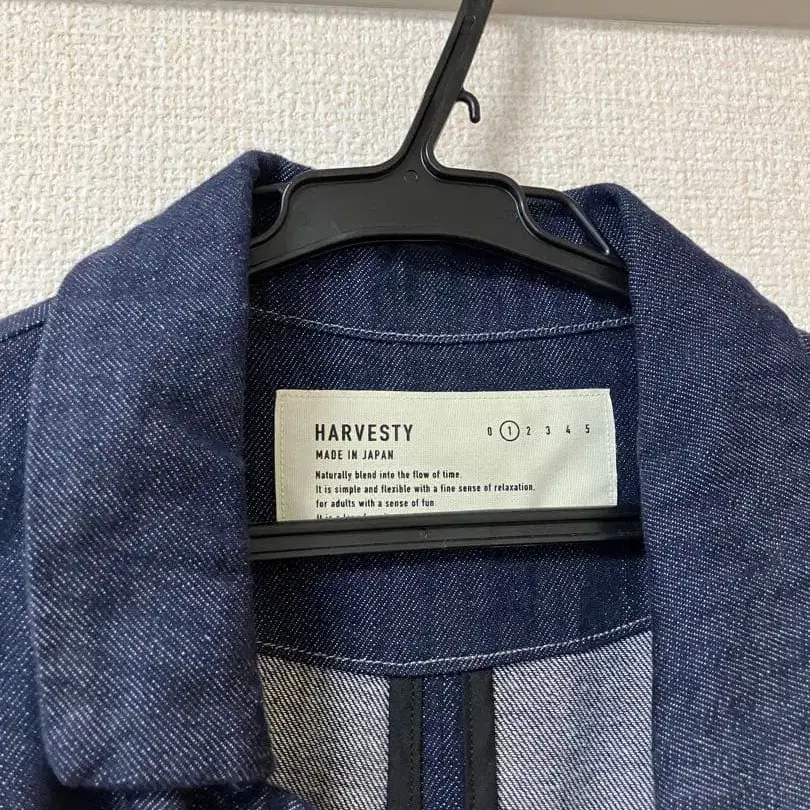 HARVESTY 0 1 2 3 4 5
MADE IN JAPAN
Naturally blend into the flow of time.
It is simple and flexible with a fine sense of relaxation.
for adults with a sense of fun.